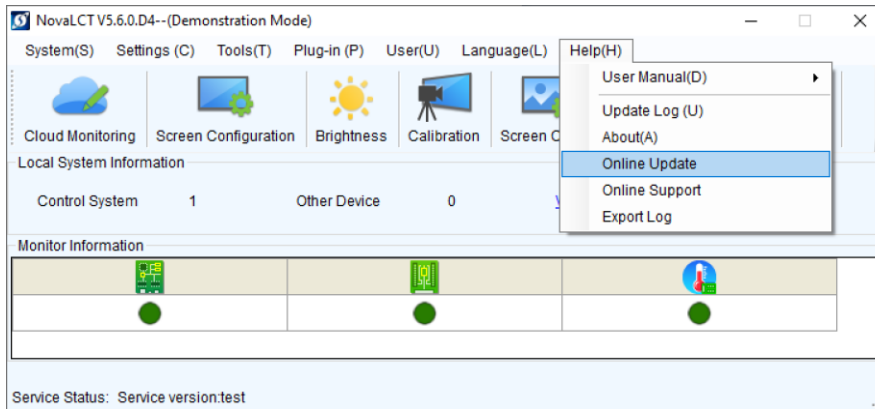 NovaLCT V5.6.0.D4--(Demonstration Mode)
System(S) Settings (C) Tools(T) Plug-in (P) User(U) Language(L) Help(H)
User Manual(D)
Update Log (U)
About(A)
Online Update
Online Support
Export Log
Cloud Monitoring Screen Configuration Brightness Calibration Screen C
Local System Information
Control System 1 Other Device 0
Monitor Information
Service Status: Service version:test